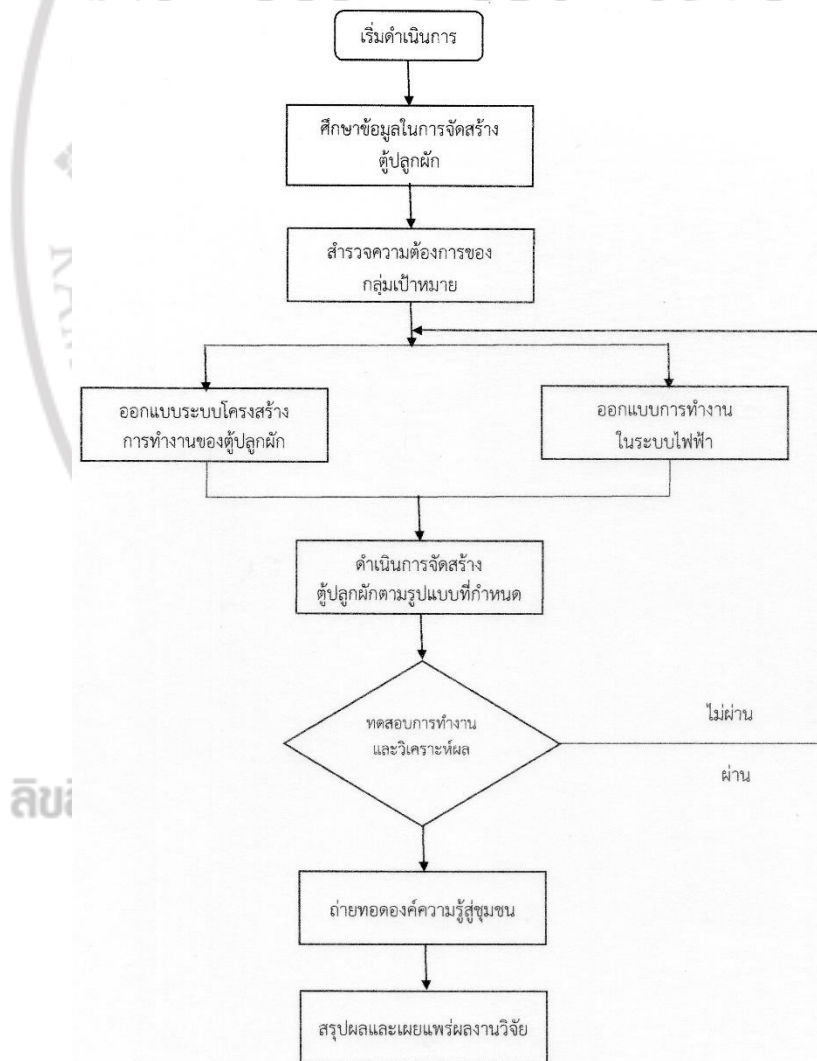 เริ่มดำเนินการ
ศึกษาข้อมูลในการจัดสร้าง
ตู้ปลูกผัก
สำรวจความต้องการของ
กลุ่มเป้าหมาย
ออกแบบระบบโครงสร้าง
การทำงานของตู้ปลูกผัก
ออกแบบการทำงาน
ในระบบไฟฟ้า
ดำเนินการจัดสร้าง
ตู้ปลูกผักตามรูปแบบที่กำหนด
ทดสอบการทำงาน
และวิเคราะห์ผล
ไม่ผ่าน
ผ่าน
ถ่ายทอดองค์ความรู้สู่ชุมชน
สรุปผลและเผยแพร่ผลงานวิจัย